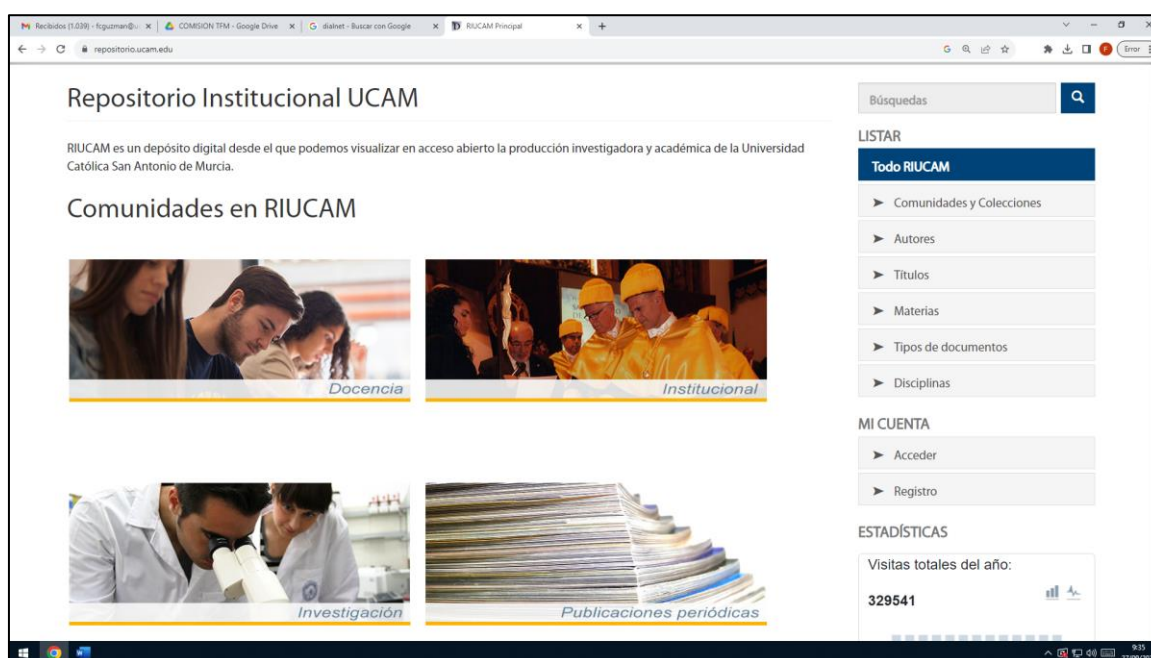 Recibidos (1.039) - fcguzman@u
COMISION TFM - Google Drive
dialnet - Buscar con Google
RIUCAM Principal
repositorio.ucam.edu
Error
Repositorio Institucional UCAM
RIUCAM es un depósito digital desde el que podemos visualizar en acceso abierto la producción investigadora y académica de la Universidad
Católica San Antonio de Murcia.
Comunidades en RIUCAM
Docencia
Institucional
Investigación
Publicaciones periódicas
Búsquedas
LISTAR
Todo RIUCAM
Comunidades y Colecciones
Autores
Títulos
Materias
Tipos de documentos
Disciplinas
MI CUENTA
Acceder
Registro
ESTADÍSTICAS
Visitas totales del año:
329541
9:35